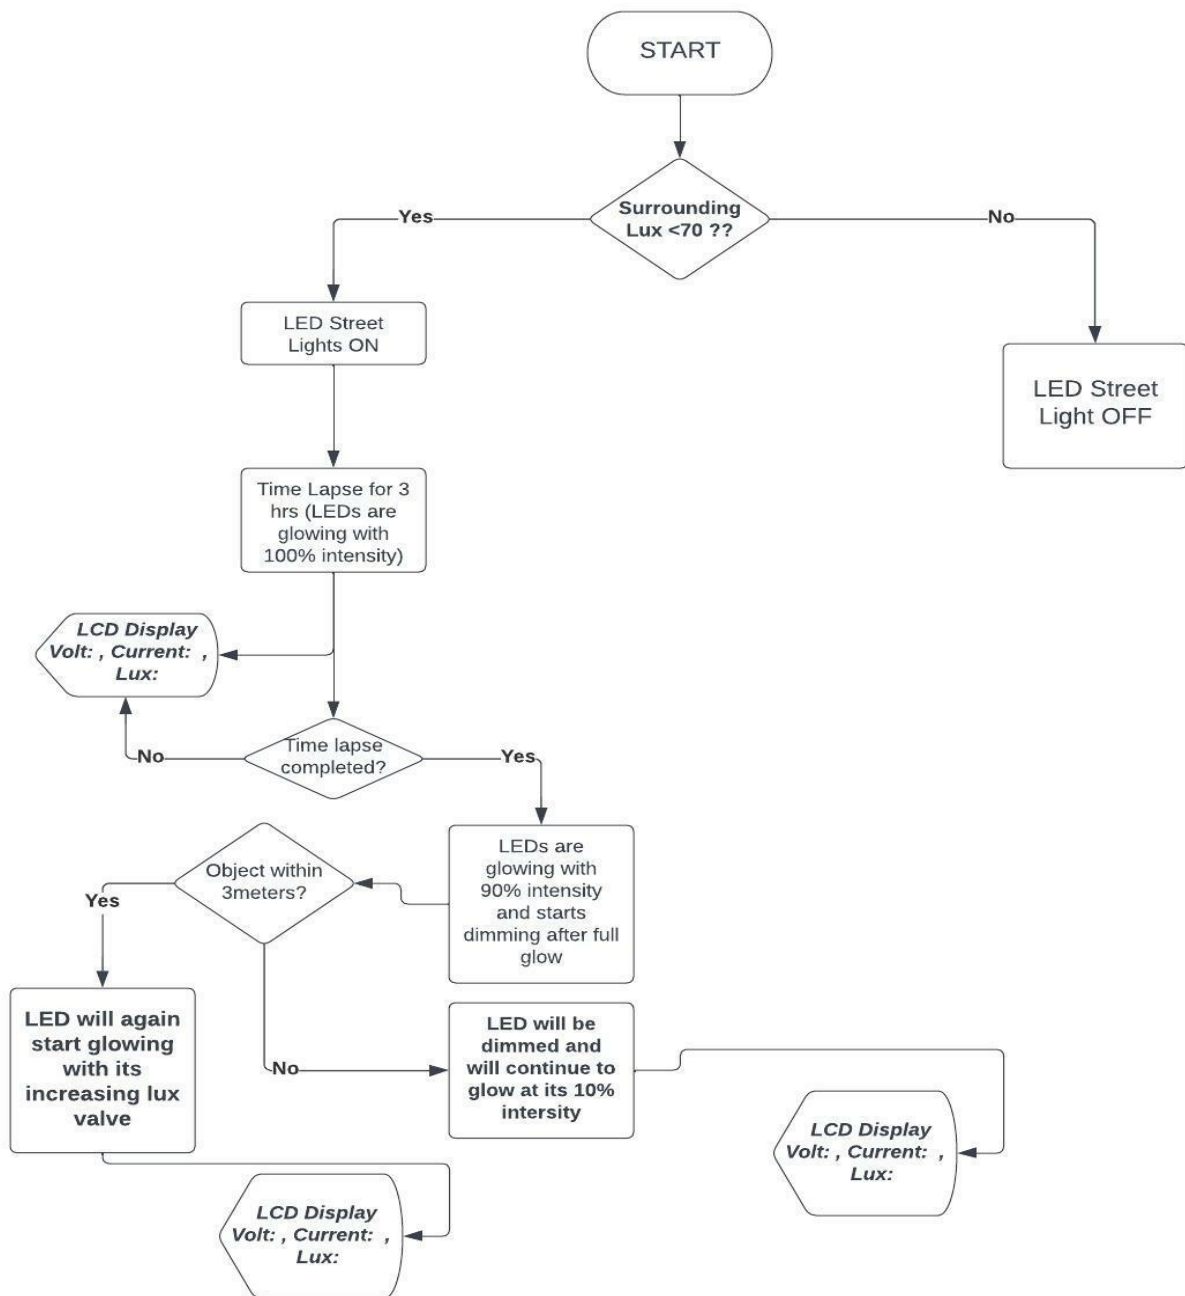 START
Surrounding
Lux <70 ??
Yes
No
LED Street
Lights ON
LED Street
Light OFF
Time Lapse for 3
hrs (LEDs are
glowing with
100% intensity)
LCD Display
Volt: , Current:  ,
Lux:
Time lapse
completed?
No
Yes
LEDs are
glowing with
90% intensity
and starts
dimming after full
glow
Object within
3meters?
Yes
No
LED will again
start glowing
with its
increasing lux
valve
LED will be
dimmed and
will continue to
glow at its 10%
intersity
LCD Display
Volt: , Current:  ,
Lux:
LCD Display
Volt: , Current:  ,
Lux: